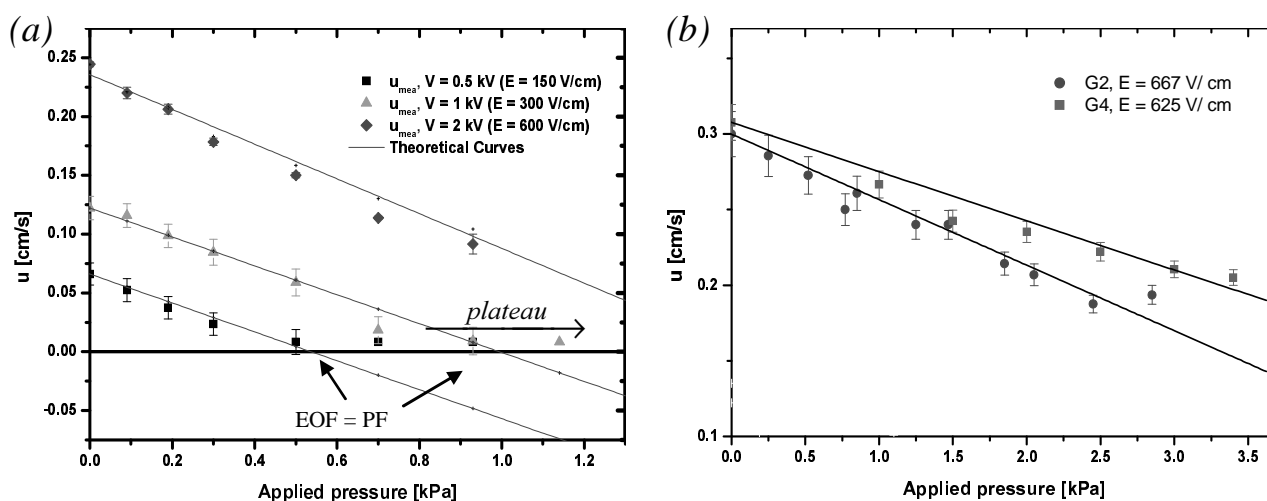 (a)
u [cm/s]
0.25
0.20
0.15
0.10
0.05
0.00
-0.05
u_mea, V = 0.5 kV (E = 150 V/cm)
u_mea, V = 1 kV (E = 300 V/cm)
u_mea, V = 2 kV (E = 600 V/cm)
Theoretical Curves
plateau
EOF = PF
0.0 0.2 0.4 0.6 0.8 1.0 1.2
Applied pressure [kPa]
(b)
u [cm/s]
0.3
0.2
0.1
G2, E = 667 V/ cm
G4, E = 625 V/ cm
0.0 0.5 1.0 1.5 2.0 2.5 3.0 3.5
Applied pressure [kPa]